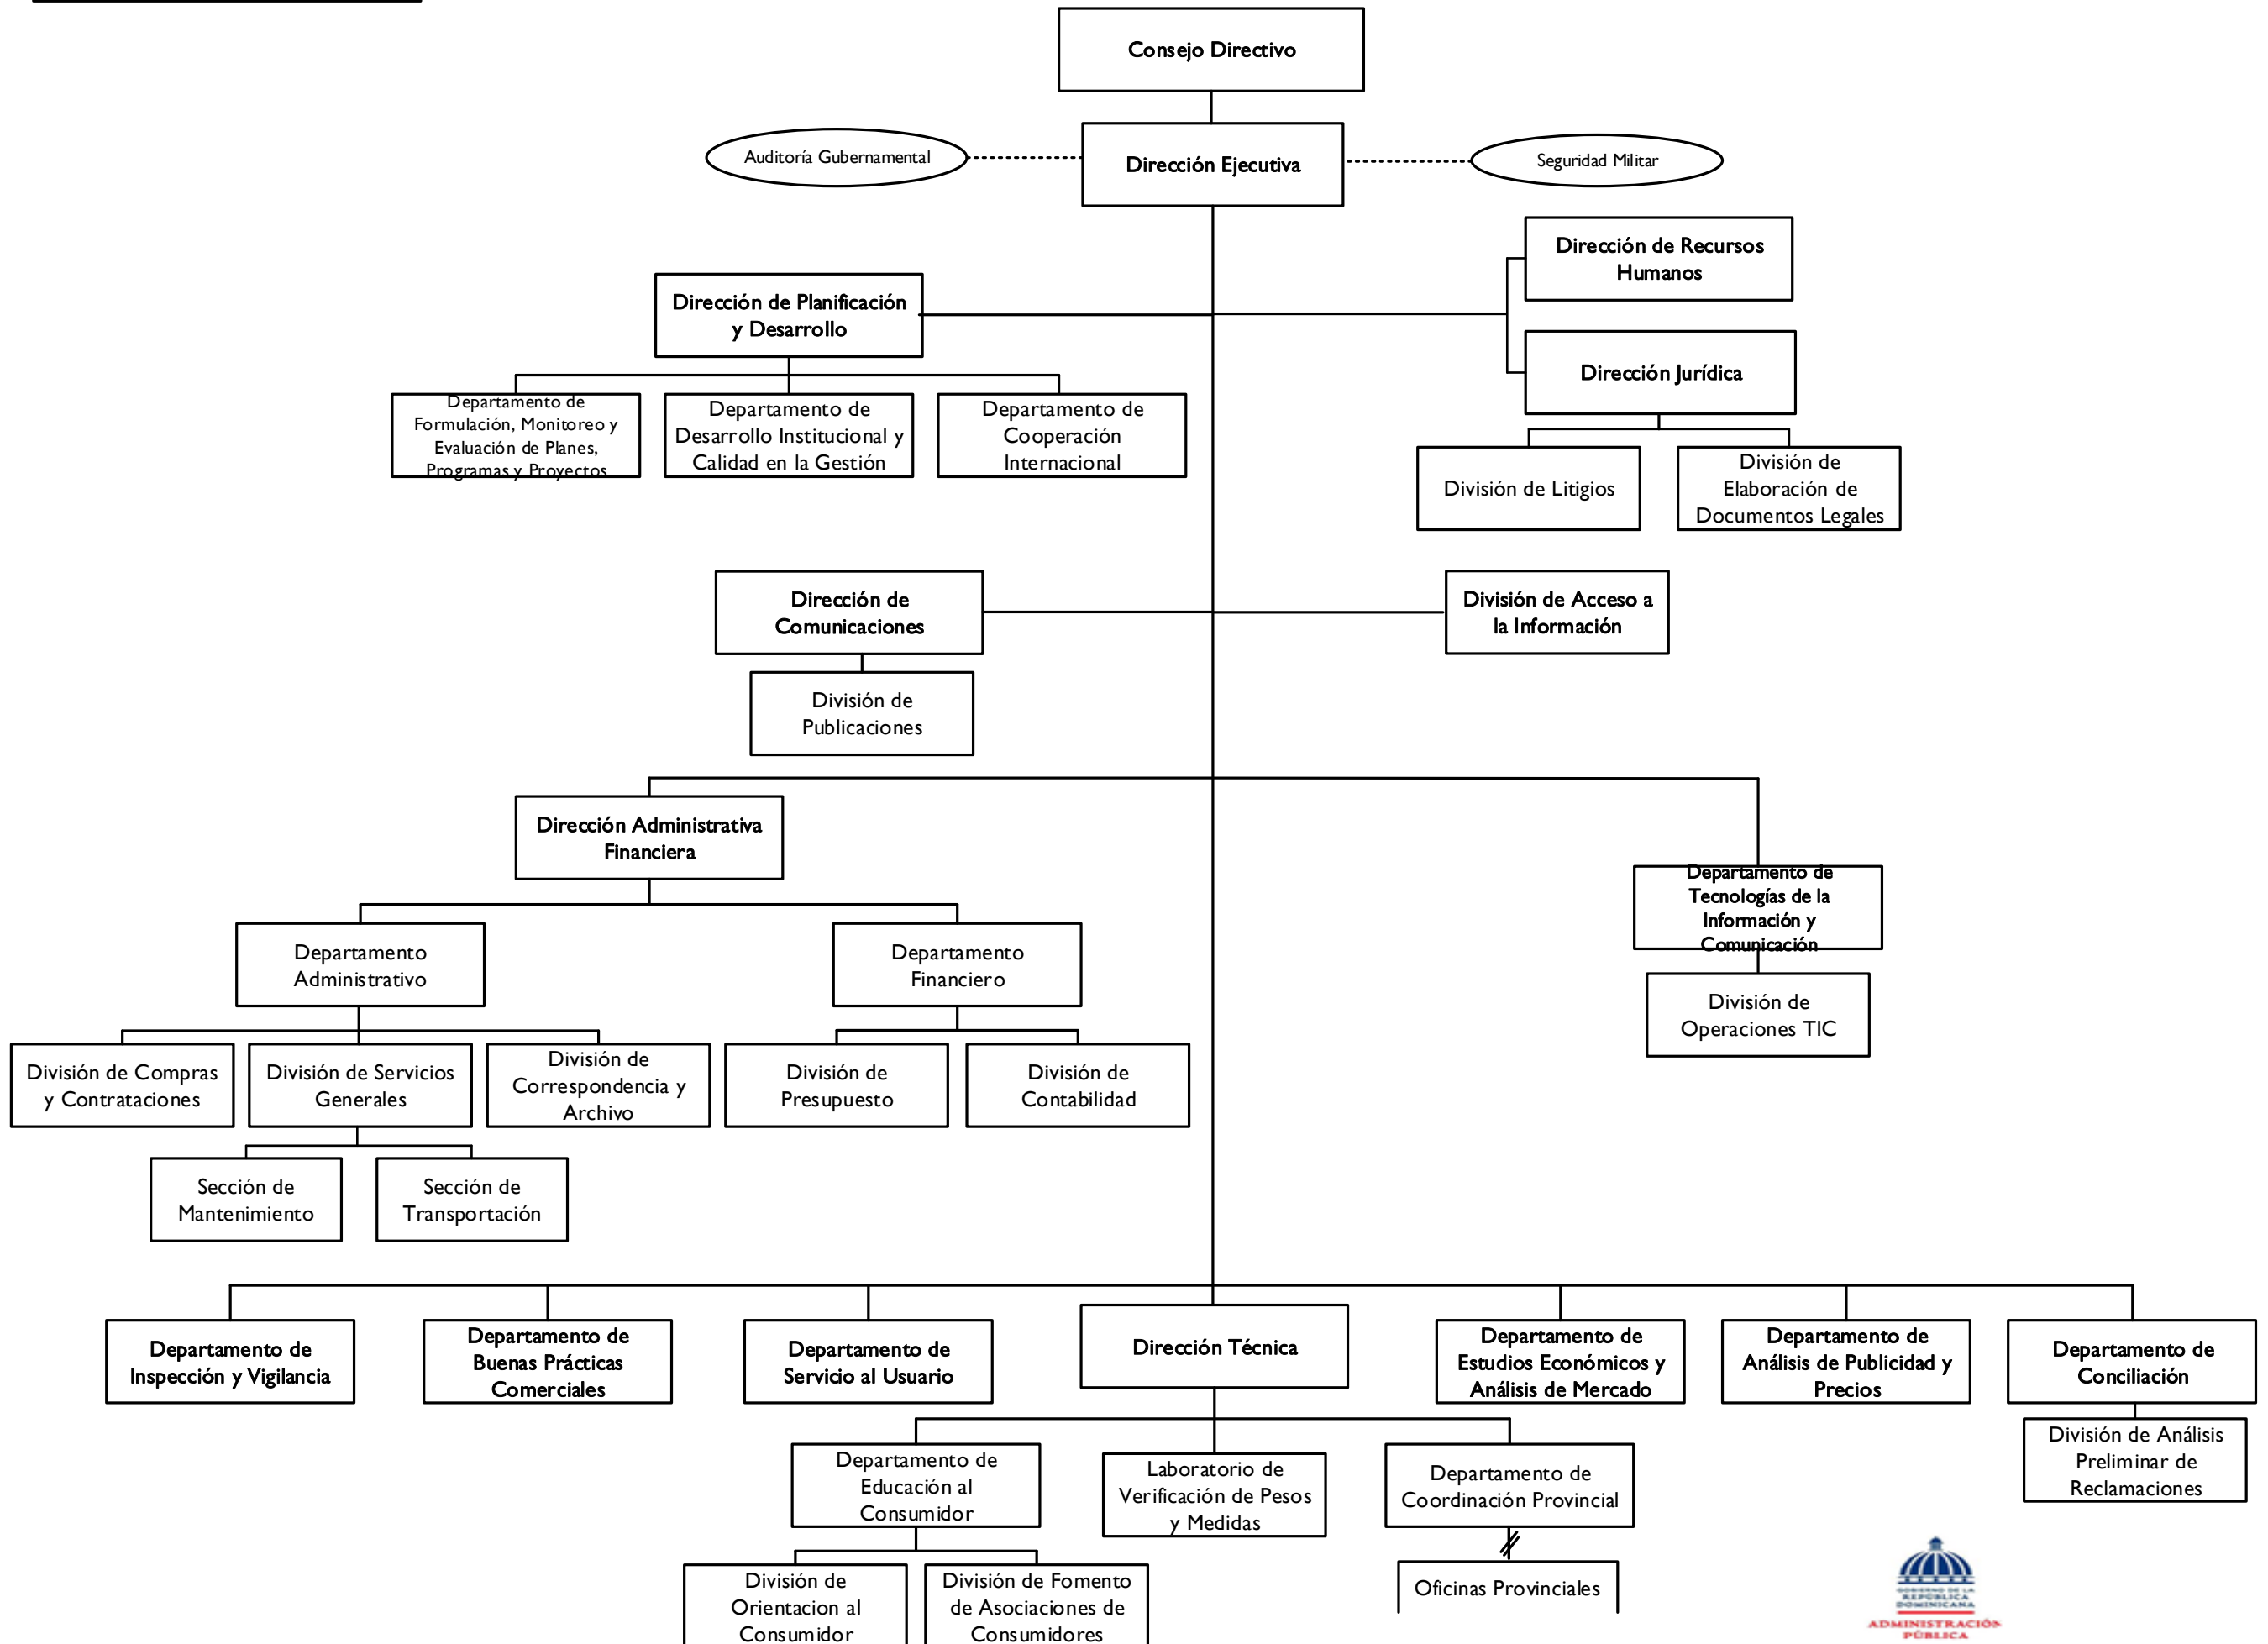 Consejo Directivo
Auditoría Gubernamental
Dirección Ejecutiva
Seguridad Militar
Dirección de Recursos
Humanos
Dirección de Planificación
y Desarrollo
Dirección Jurídica
Departamento de
Formulación, Monitoreo y
Evaluación de Planes,
Programas y Proyectos
Departamento de
Desarrollo Institucional y
Calidad en la Gestión
Departamento de
Cooperación
Internacional
División de Litigios
División de
Elaboración de
Documentos Legales
Dirección de
Comunicaciones
División de Acceso a
la Información
División de
Publicaciones
Dirección Administrativa
Financiera
Departamento de
Tecnologías de la
Información y
Comunicación
Departamento
Administrativo
Departamento
Financiero
División de
Operaciones TIC
División de Compras
y Contrataciones
División de Servicios
Generales
División de
Correspondencia y
Archivo
División de
Presupuesto
División de
Contabilidad
Sección de
Mantenimiento
Sección de
Transportación
Departamento de
Inspección y Vigilancia
Departamento de
Buenas Prácticas
Comerciales
Departamento de
Servicio al Usuario
Dirección Técnica
Departamento de
Estudios Económicos y
Análisis de Mercado
Departamento de
Análisis de Publicidad y
Precios
Departamento de
Conciliación
Departamento de
Educación al
Consumidor
Laboratorio de
Verificación de Pesos
y Medidas
Departamento de
Coordinación Provincial
División de Análisis
Preliminar de
Reclamaciones
División de
Orientacion al
Consumidor
División de Fomento
de Asociaciones de
Consumidores
Oficinas Provinciales
GOBIERNO DE LA
REPÚBLICA
DOMINICANA
ADMINISTRACIÓN
PÚBLICA